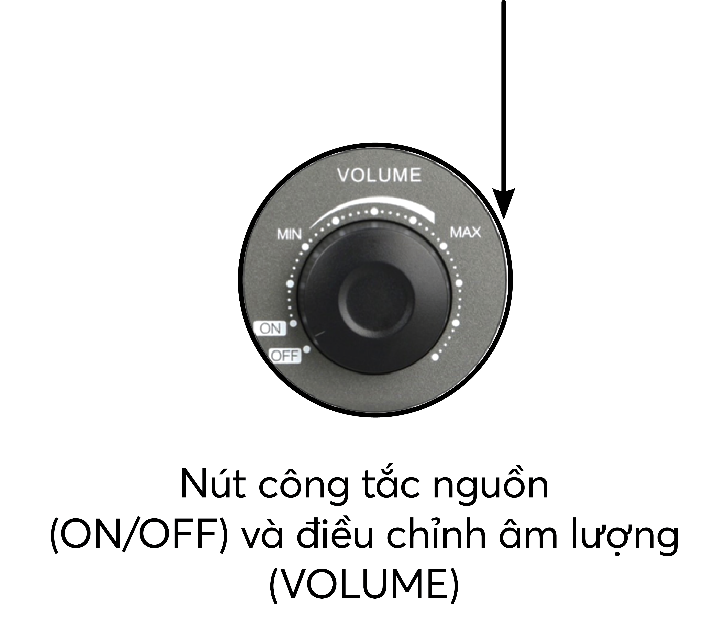 VOLUME
MIN
MAX
ON
OFF
Nút công tắc nguồn
(ON/OFF) và điều chỉnh âm lượng
(VOLUME)